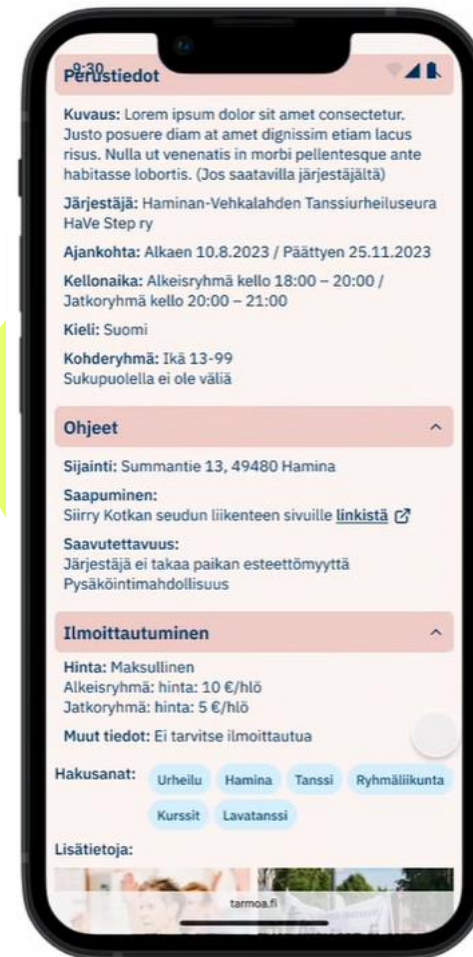 9:30
Perustiedot
Kuvaus: Lorem ipsum dolor sit amet consectetur.
Justo posuere diam at amet dignissim etiam lacus
risus. Nulla ut venenatis in morbi pellentesque ante
habitasse lobortis. (Jos saatavilla järjestäjältä)
Järjestäjä: Haminan-Vehkalahden Tanssiurheiluseura
HaVe Step ry
Ajankohta: Alkaen 10.8.2023 / Päättyen 25.11.2023
Kellonaika: Alkeisryhmä kello 18:00 – 20:00 /
Jatkoryhmä kello 20:00 – 21:00
Kieli: Suomi
Kohderyhmä: Ikä 13-99
Sukupuolella ei ole väliä
Ohjeet
Sijainti: Summantie 13, 49480 Hamina
Saapuminen:
Siirry Kotkan seudun liikenteen sivuille linkistä
Saavutettavuus:
Järjestäjä ei takaa paikan esteettömyyttä
Pysäköintimahdollisuus
Ilmoittautuminen
Hinta: Maksullinen
Alkeisryhmä: hinta: 10 €/hlö
Jatkoryhmä: hinta: 5 €/hlö
Muut tiedot: Ei tarvitse ilmoittautua
Hakusanat: Urheilu Hamina Tanssi Ryhmäliikunta
Kurssit Lavatanssi
Lisätietoja:
tarmoa.fi